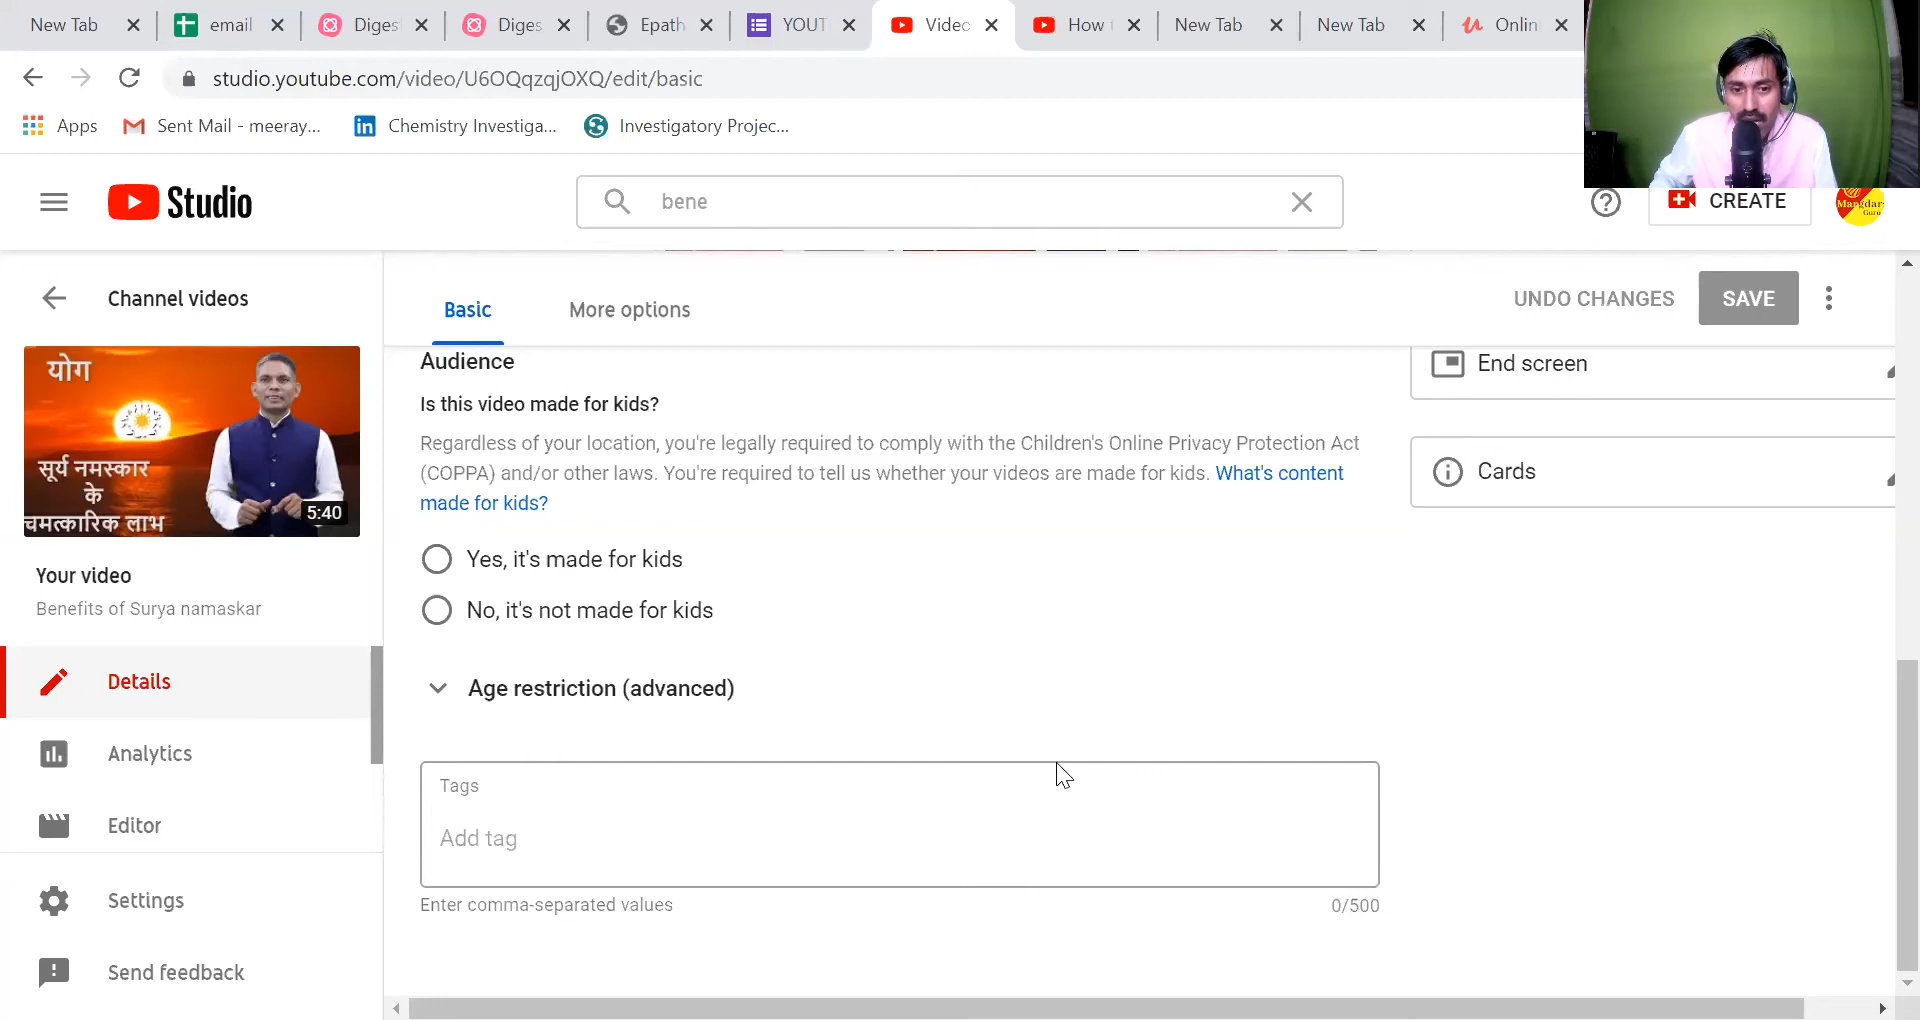 New Tab
email
Diges
Diges
Epath
YOUT
Videc
How
New Tab
New Tab
Onlin
studio.youtube.com/video/U6OQqzqjOXQ/edit/basic
Apps
Sent Mail - meeray...
in
Chemistry Investiga...
Investigatory Projec...
Studio
bene
CREATE
Mangdar
Guru
Channel videos
Basic
More options
UNDO CHANGES
SAVE
योग
सूर्य नमस्कार
के
चमत्कारिक लाभ
5:40
Your video
Benefits of Surya namaskar
Details
Analytics
Editor
Settings
Send feedback
Audience
Is this video made for kids?
Regardless of your location, you're legally required to comply with the Children's Online Privacy Protection Act
(COPPA) and/or other laws. You're required to tell us whether your videos are made for kids. What's content
made for kids?
Yes, it's made for kids
No, it's not made for kids
Age restriction (advanced)
Tags
Add tag
Enter comma-separated values
0/500
End screen
Cards